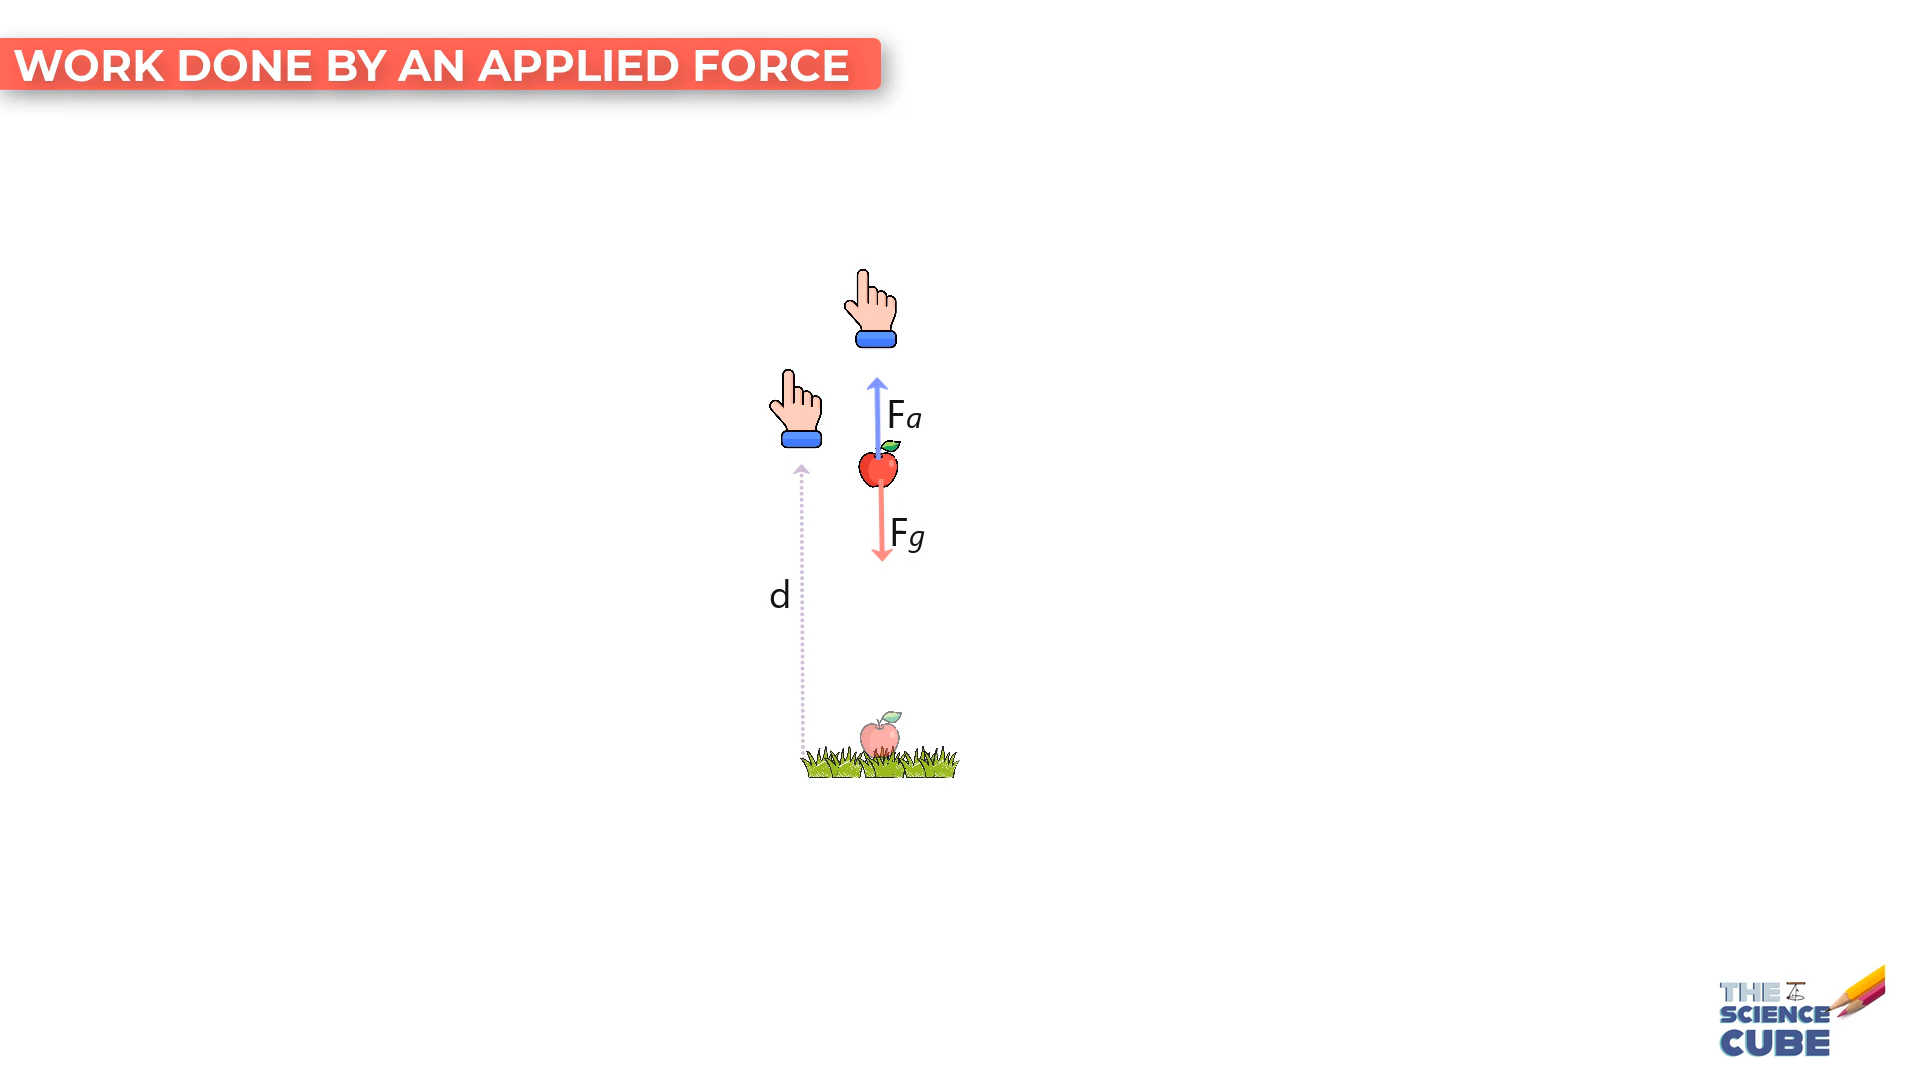 WORK DONE BY AN APPLIED FORCE
Fa
Fg
d
THE
SCIENCE
CUBE